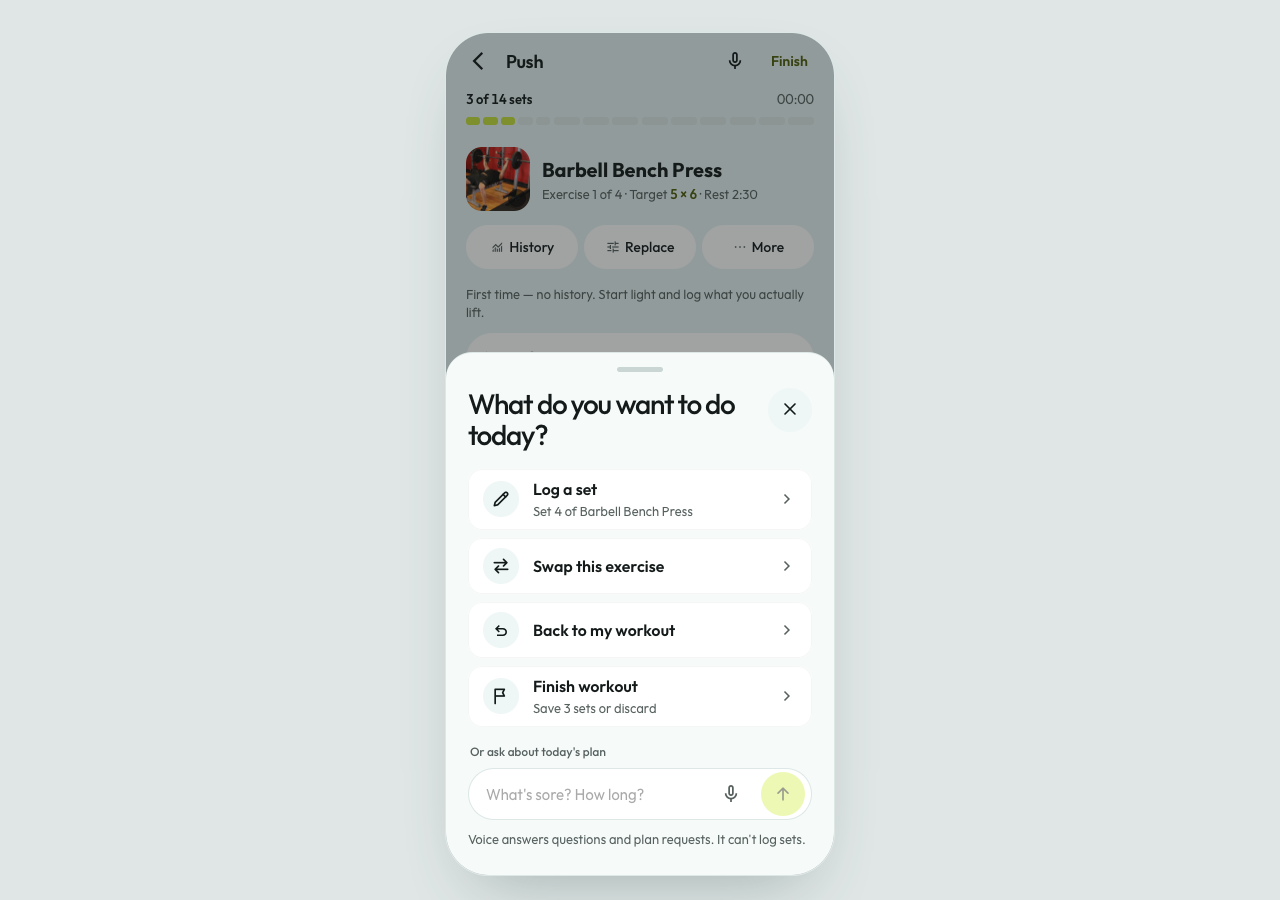 Push
Finish
3 of 14 sets
00:00
Barbell Bench Press
Exercise 1 of 4 · Target 5 × 6 · Rest 2:30
History
Replace
More
First time — no history. Start light and log what you actually
lift.
What do you want to do
today?
Log a set
Set 4 of Barbell Bench Press
Swap this exercise
Back to my workout
Finish workout
Save 3 sets or discard
Or ask about today's plan
What's sore? How long?
Voice answers questions and plan requests. It can't log sets.